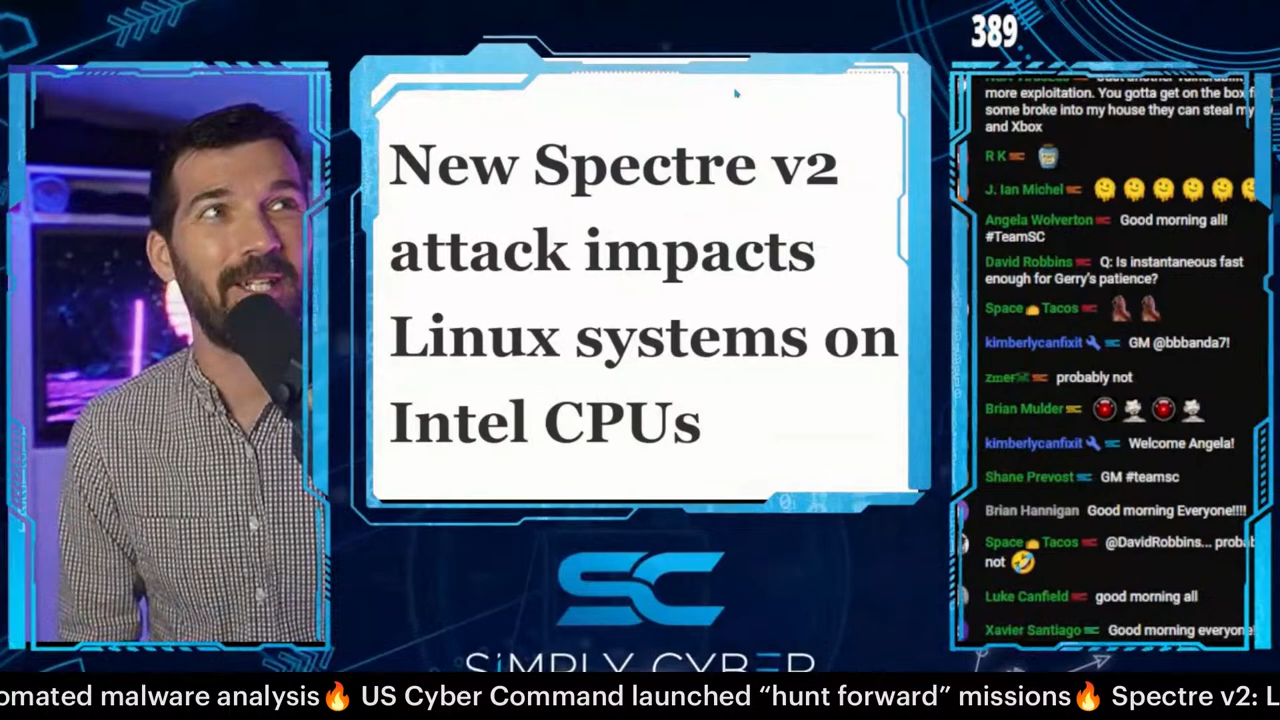 389
New Spectre v2
attack impacts
Linux systems on
Intel CPUs
more exploitation. You gotta get on the box
some broke into my house they can steal my
and Xbox
R K
J. Ian Michel
Angela Wolverton Good morning all!
#TeamSC
David Robbins Q: Is instantaneous fast
enough for Gerry's patience?
Space Tacos
kimberlycanfixit GM @bbbanda7!
zmer probably not
Brian Mulder
kimberlycanfixit Welcome Angela!
Shane Prevost GM #teamsc
Brian Hannigan Good morning Everyone!!!!
Space Tacos @DavidRobbins... probab
not
Luke Canfield good morning all
Xavier Santiago Good morning everyone
SC
SiMPLY CYBER
omated malware analysis🔥 US Cyber Command launched “hunt forward” missions🔥 Spectre v2: L